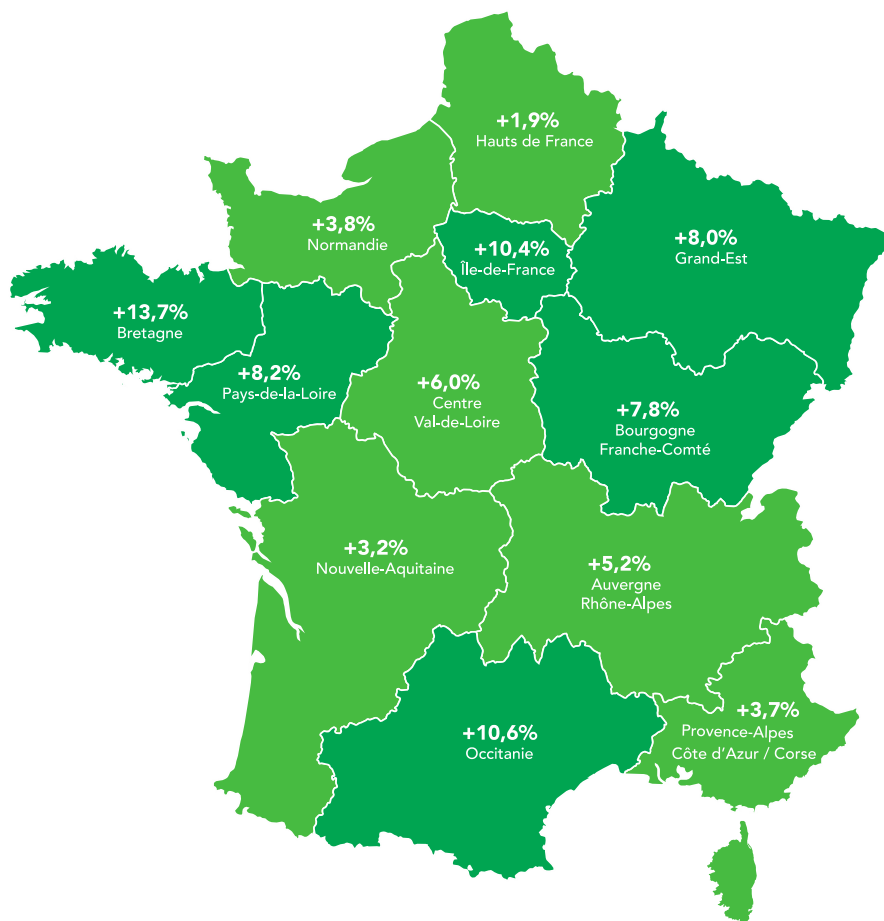 +1,9%
Hauts de France
+3,8%
Normandie
+10,4%
Île-de-France
+8,0%
Grand-Est
+13,7%
Bretagne
+8,2%
Pays-de-la-Loire
+6,0%
Centre
Val-de-Loire
+7,8%
Bourgogne
Franche-Comté
+3,2%
Nouvelle-Aquitaine
+5,2%
Auvergne
Rhône-Alpes
+10,6%
Occitanie
+3,7%
Provence-Alpes
Côte d'Azur / Corse